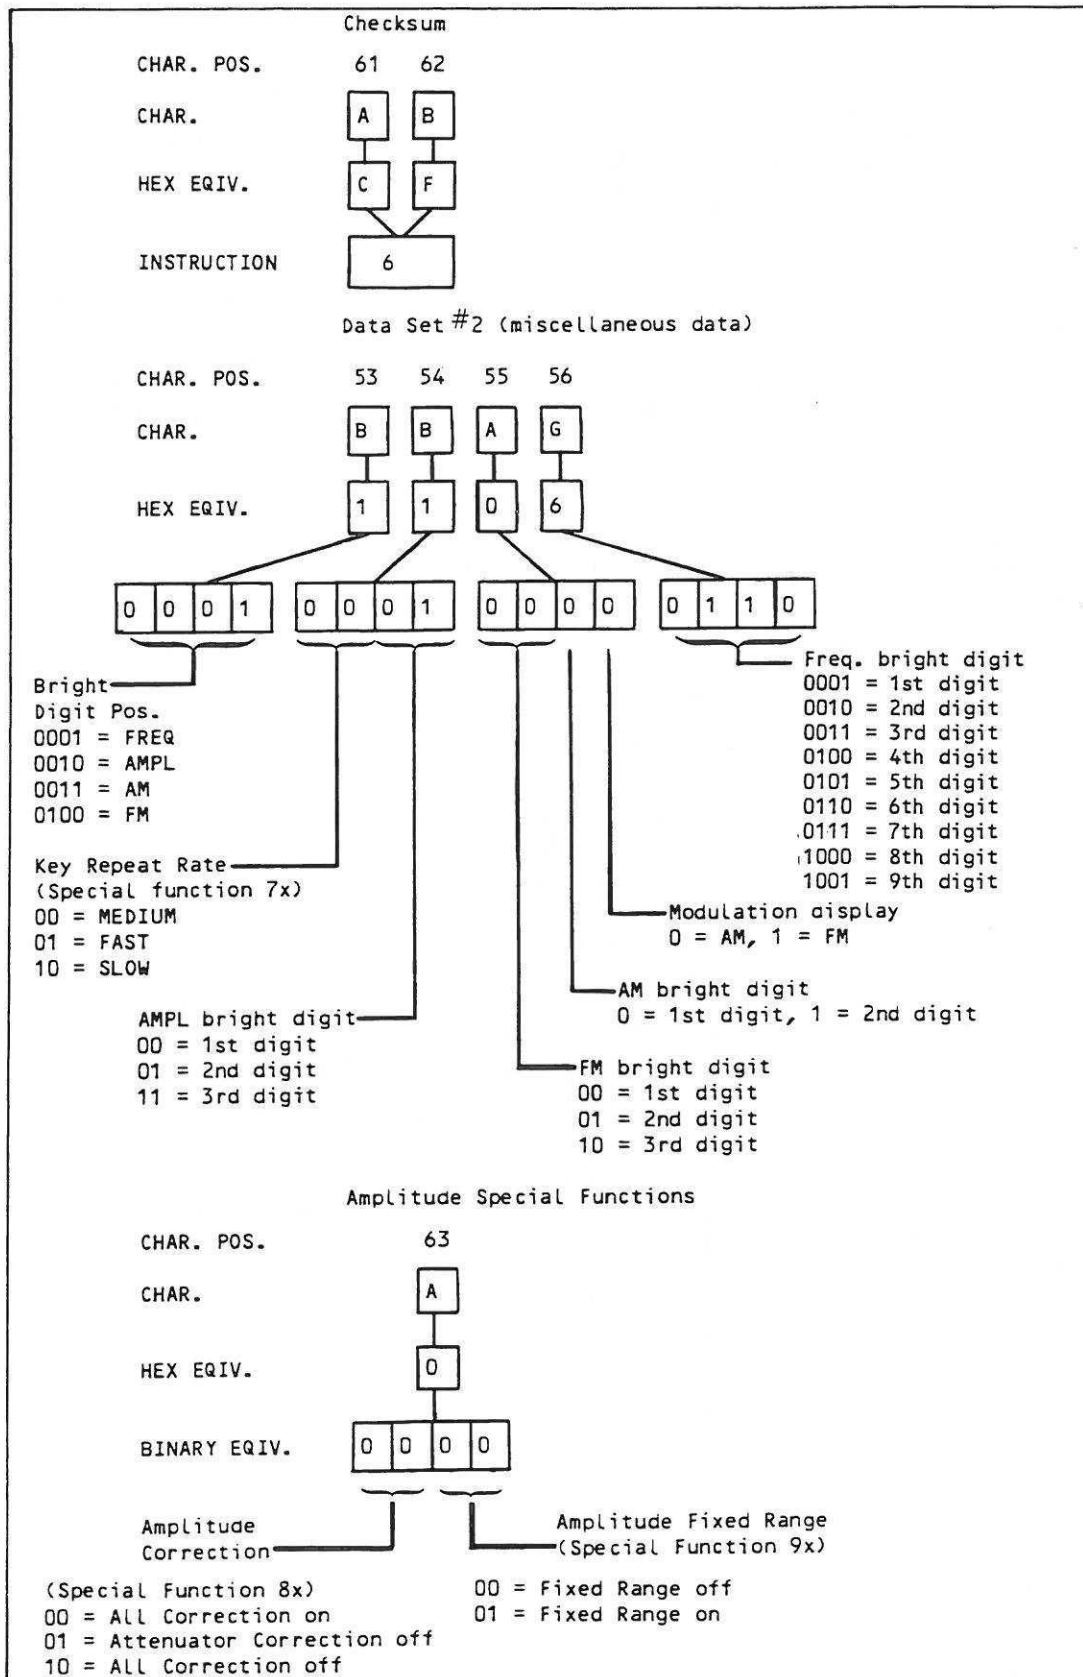 Checksum
CHAR. POS. 61 62
CHAR. A B
HEX EQIV. C F
INSTRUCTION 6
Data Set #2 (miscellaneous data)
CHAR. POS. 53 54 55 56
CHAR. B B A G
HEX EQIV. 1 1 0 6
0 0 0 1 0 0 0 1 0 0 0 0 0 1 1 0
Bright
Digit Pos.
0001 = FREQ
0010 = AMPL
0011 = AM
0100 = FM
Freq. bright digit
0001 = 1st digit
0010 = 2nd digit
0011 = 3rd digit
0100 = 4th digit
0101 = 5th digit
0110 = 6th digit
0111 = 7th digit
1000 = 8th digit
1001 = 9th digit
Key Repeat Rate
(Special function 7x)
00 = MEDIUM
01 = FAST
10 = SLOW
Modulation display
0 = AM, 1 = FM
AM bright digit
0 = 1st digit, 1 = 2nd digit
AMPL bright digit
00 = 1st digit
01 = 2nd digit
11 = 3rd digit
FM bright digit
00 = 1st digit
01 = 2nd digit
10 = 3rd digit
Amplitude Special Functions
CHAR. POS. 63
CHAR. A
HEX EQIV. 0
BINARY EQIV. 0 0 0 0
Amplitude
Correction
(Special Function 8x)
00 = All Correction on
01 = Attenuator Correction off
10 = All Correction off
Amplitude Fixed Range
(Special Function 9x)
00 = Fixed Range off
01 = Fixed Range on